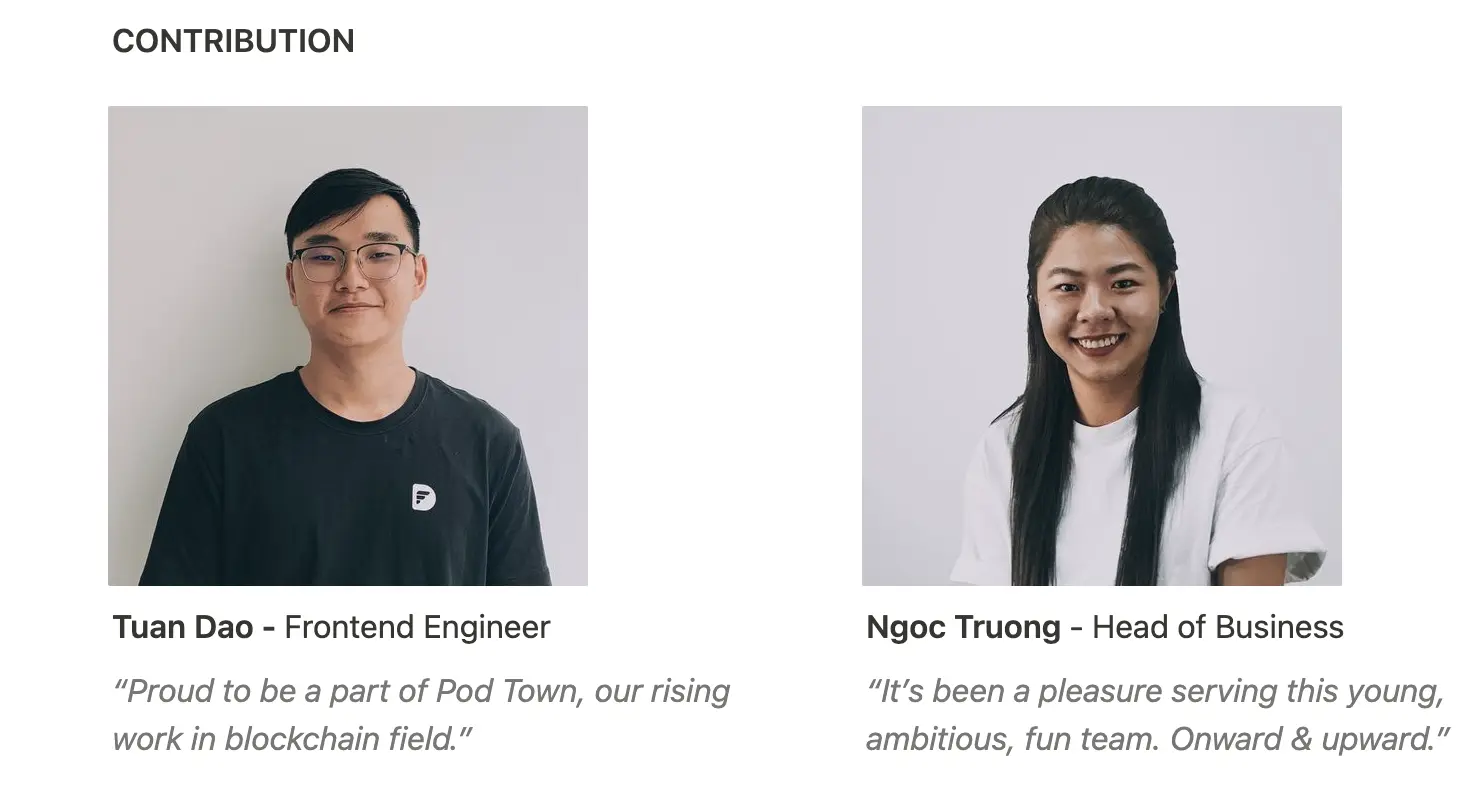 CONTRIBUTION
Tuan Dao - Frontend Engineer
“Proud to be a part of Pod Town, our rising
work in blockchain field.”
Ngoc Truong - Head of Business
“It’s been a pleasure serving this young,
ambitious, fun team. Onward & upward.”